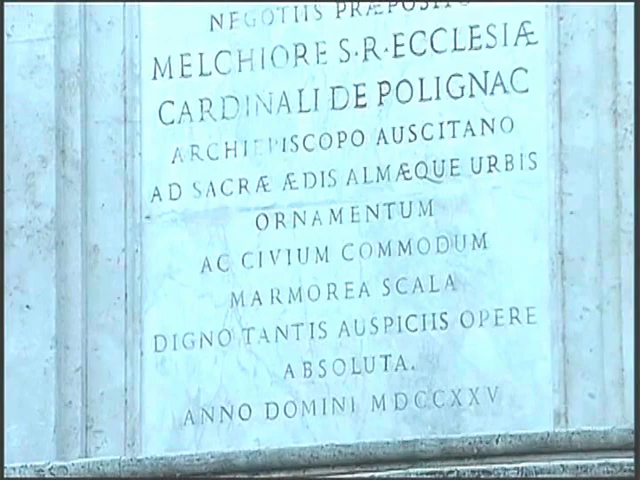 NEGOTIIS PRÆPOSITO
MELCHIORE S·R·ECCLESIÆ
CARDINALI DE POLIGNAC
ARCHIEPISCOPO AUSCITANO
AD SACRÆ ÆDIS ALMÆQUE URBIS
ORNAMENTUM
AC CIVIUM COMMODUM
MARMOREA SCALA
DIGNO TANTIS AUSPICIIS OPERE
ABSOLUTA.
ANNO DOMINI MDCCXXV